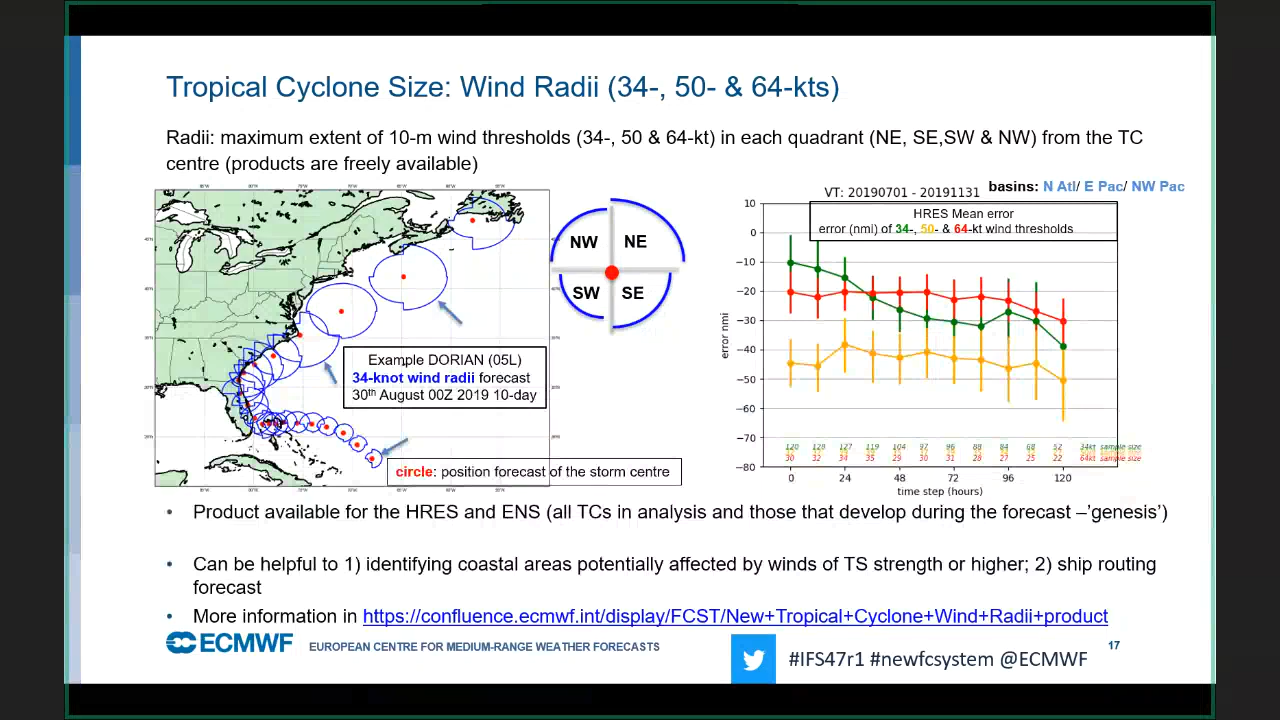 Tropical Cyclone Size: Wind Radii (34-, 50- & 64-kts)
Radii: maximum extent of 10-m wind thresholds (34-, 50 & 64-kt) in each quadrant (NE, SE,SW & NW) from the TC
centre (products are freely available)
NW NE
SW SE
Example DORIAN (05L)
34-knot wind radii forecast
30th August 00Z 2019 10-day
circle: position forecast of the storm centre
VT: 20190701 - 20191131
basins: N Atl/ E Pac/ NW Pac
HRES Mean error
error (nmi) of 34-, 50- & 64-kt wind thresholds
error nmi
10
0
−10
−20
−30
−40
−50
−60
−70
−80
120 128 127 119 104 97 96 88 84 68 52 34kt sample size
30 32 34 35 29 30 31 28 27 25 22 64kt sample size
0 24 48 72 96 120
time step (hours)
• Product available for the HRES and ENS (all TCs in analysis and those that develop during the forecast –’genesis’)
• Can be helpful to 1) identifying coastal areas potentially affected by winds of TS strength or higher; 2) ship routing
forecast
• More information in https://confluence.ecmwf.int/display/FCST/New+Tropical+Cyclone+Wind+Radii+product
ECMWF EUROPEAN CENTRE FOR MEDIUM-RANGE WEATHER FORECASTS
17
#IFS47r1 #newfcsystem @ECMWF